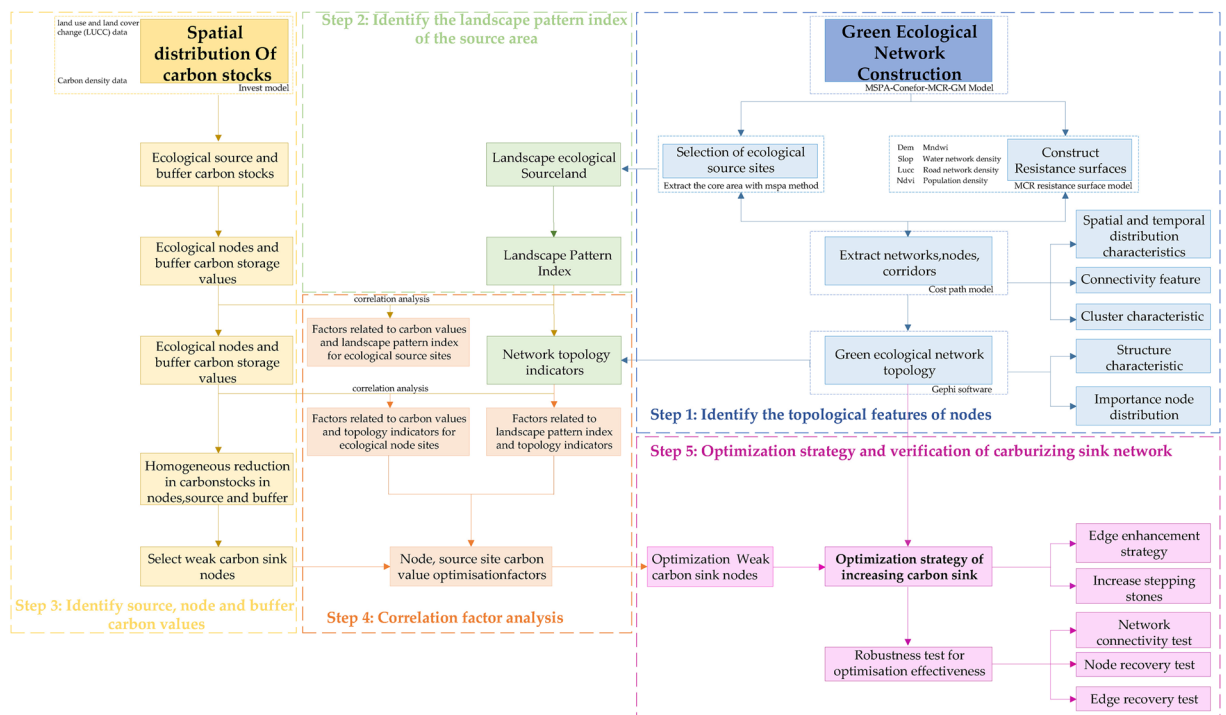 land use and land cover
change (LUCC) data
Carbon density data
Spatial
distribution Of
carbon stocks
Invest model
Ecological source and
buffer carbon stocks
Ecological nodes and
buffer carbon storage
values
Ecological nodes and
buffer carbon storage
values
Homogeneous reduction
in carbonstocks in
nodes,source and buffer
Select weak carbon sink
nodes
Step 3: Identify source, node and buffer
carbon values
Step 2: Identify the landscape pattern index
of the source area
Landscape ecological
Sourceland
Landscape Pattern
Index
correlation analysis
Factors related to carbon values
and landscape pattern index
for ecological source sites
Network topology
indicators
correlation analysis
Factors related to carbon values
and topology indicators for
ecological node sites
Factors related to
landscape pattern index
and topology indicators
Node, source site carbon
value optimisationfactors
Step 4: Correlation factor analysis
Green Ecological
Network
Construction
MSPA-Conefor-MCR-GM Model
Selection of ecological
source sites
Extract the core area with mspa method
Dem Mndwi
Slop Water network density
Lucc Road network density
Ndvi Population density
Construct
Resistance surfaces
MCR resistance surface model
Extract networks,nodes,
corridors
Cost path model
Spatial and temporal
distribution
characteristics
Connectivity feature
Cluster characteristic
Green ecological network
topology
Gephi software
Structure
characteristic
Importance node
distribution
Step 1: Identify the topological features of nodes
Step 5: Optimization strategy and verification of carburizing sink network
Optimization Weak
carbon sink nodes
Optimization strategy of
increasing carbon sink
Edge enhancement
strategy
Increase stepping
stones
Robustness test for
optimisation effectiveness
Network
connectivity test
Node recovery test
Edge recovery test